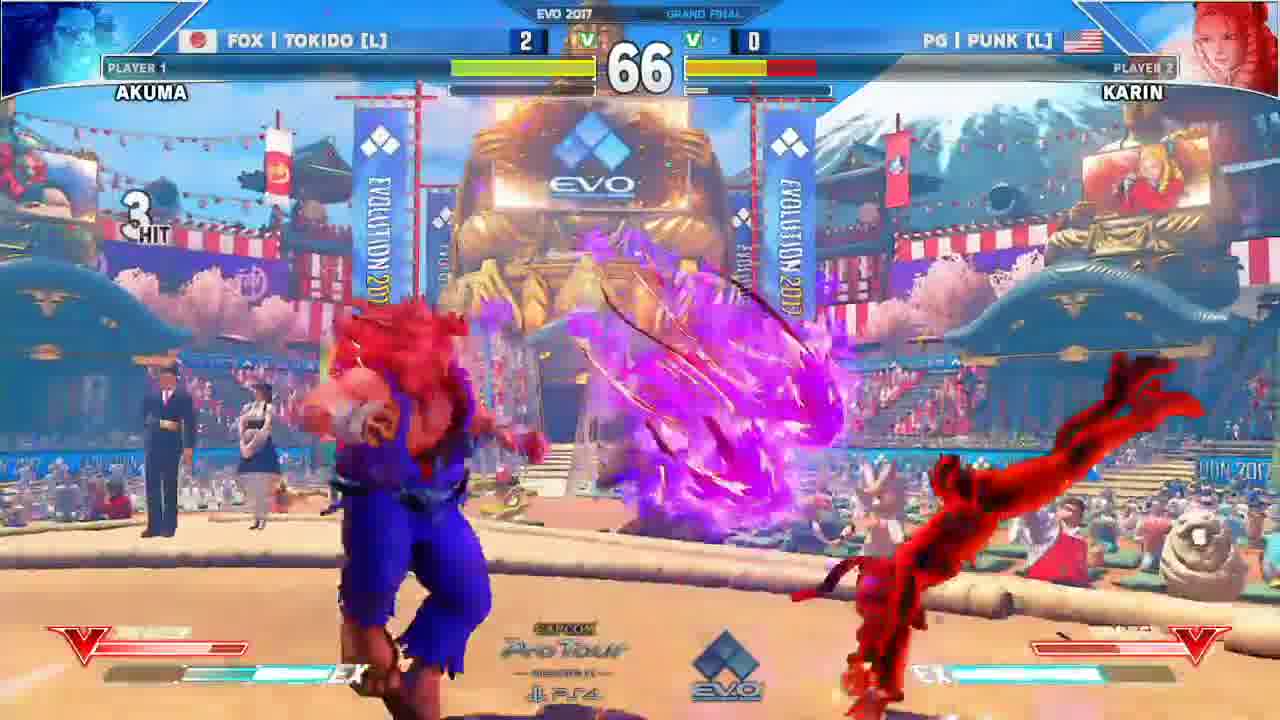 EVO 2017 GRAND FINAL
FOX | TOKIDO [L] 2 V 66 V 0 PG | PUNK [L]
PLAYER 1 PLAYER 2
AKUMA KARIN
EVO
EVOLUTION 2017
EVOLUTION 2017
3
HIT
CAPCOM
Pro Tour
PS4
EVO
EX
EX
V
V